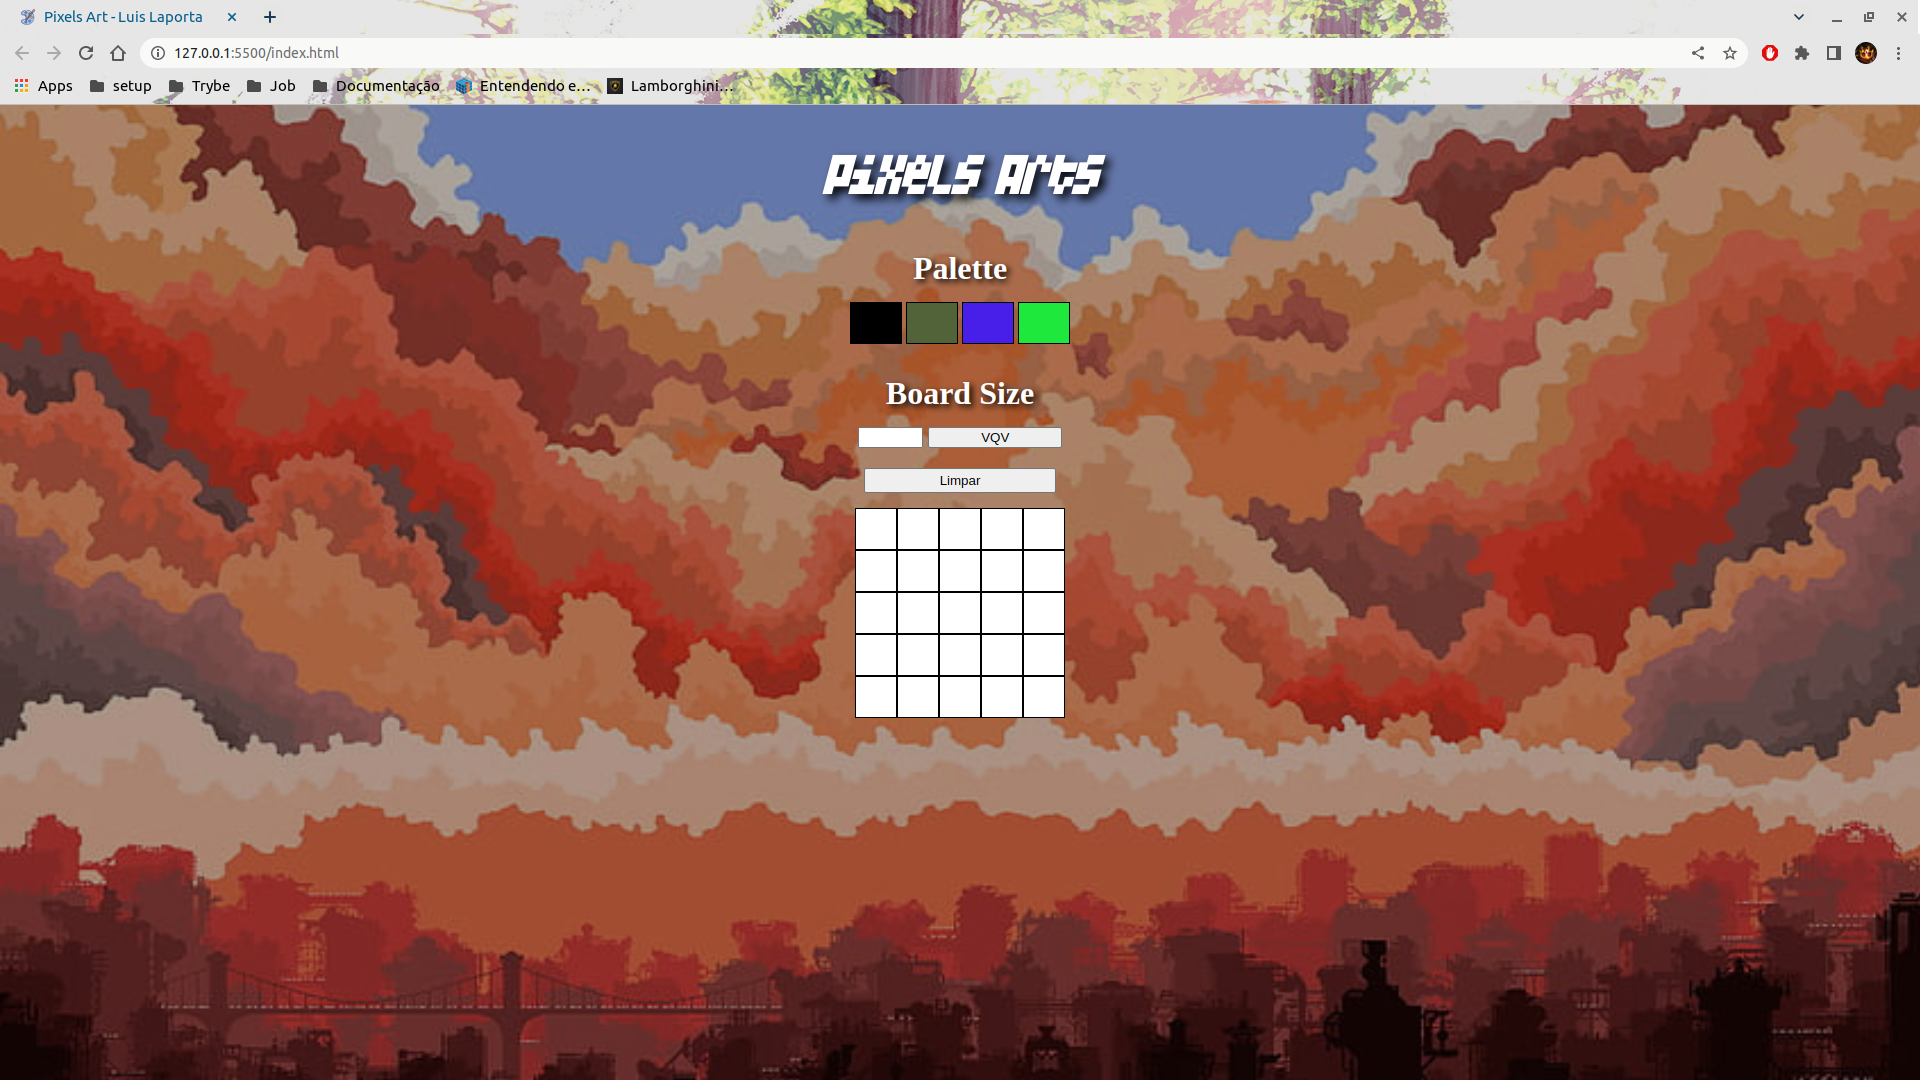 Pixels Art - Luis Laporta
127.0.0.1:5500/index.html
Apps setup Trybe Job Documentação Entendendo e... Lamborghini...
Pixels Arts
Palette
Board Size
VQV
Limpar